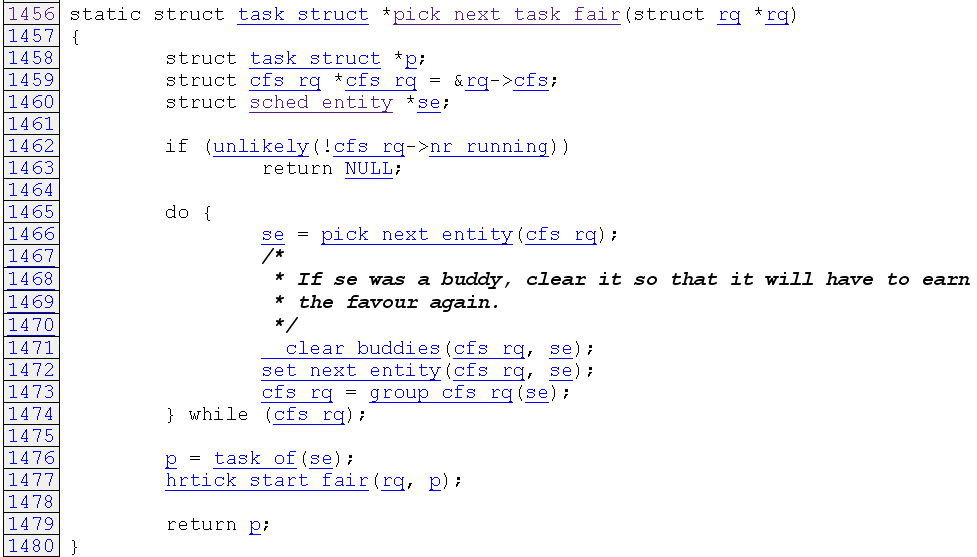 1456 static struct task_struct *pick_next_task_fair(struct rq *rq)
1457 {
1458         struct task_struct *p;
1459         struct cfs_rq *cfs_rq = &rq->cfs;
1460         struct sched_entity *se;
1461
1462         if (unlikely(!cfs_rq->nr_running))
1463                 return NULL;
1464
1465         do {
1466                 se = pick_next_entity(cfs_rq);
1467                 /*
1468                  * If se was a buddy, clear it so that it will have to earn
1469                  * the favour again.
1470                  */
1471                 __clear_buddies(cfs_rq, se);
1472                 set_next_entity(cfs_rq, se);
1473                 cfs_rq = group_cfs_rq(se);
1474         } while (cfs_rq);
1475
1476         p = task_of(se);
1477         hrtick_start_fair(rq, p);
1478
1479         return p;
1480 }